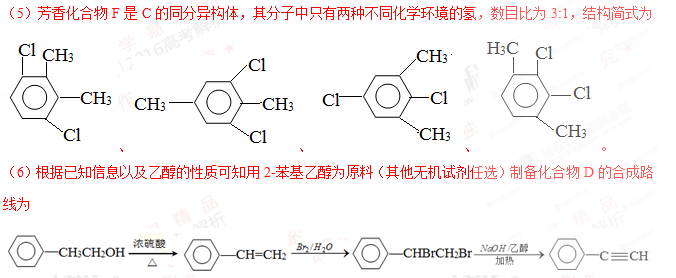 (5)芳香化合物F是C的同分异构体，其分子中只有两种不同化学环境的氢，数目比为3:1，结构简式为
Cl CH₃ CH₃ Cl 、 CH₃ Cl CH₃ Cl 、 Cl CH₃ Cl CH₃ 、 H₃C Cl Cl CH₃ 。
(6)根据已知信息以及乙醇的性质可知用2-苯基乙醇为原料（其他无机试剂任选）制备化合物D的合成路
线为
CH₂CH₂OH 浓硫酸 △ CH=CH₂ Br₂/H₂O CHBrCH₂Br NaOH/乙醇 加热 C≡CH